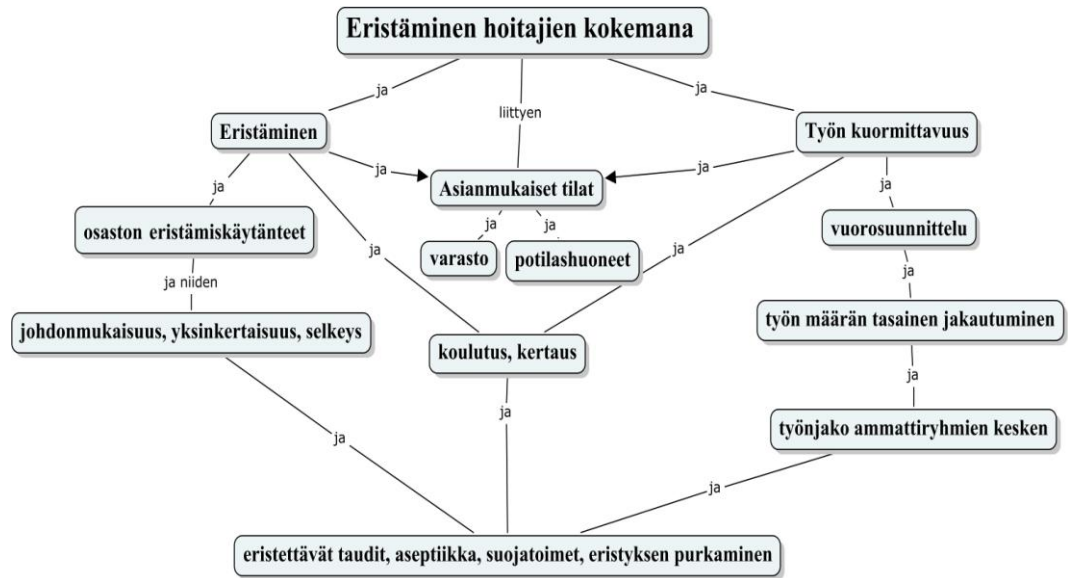 Eristäminen hoitajien kokemana
ja
liittyen
ja
Eristäminen
Työn kuormittavuus
ja
ja
ja
ja
Asianmukaiset tilat
osaston eristämiskäytänteet
ja
ja
vuorosuunnittelu
varasto
potilashuoneet
ja
ja
ja niiden
ja
johdonmukaisuus, yksinkertaisuus, selkeys
työn määrän tasainen jakautuminen
koulutus, kertaus
ja
ja
työnjako ammattiryhmien kesken
ja
ja
eristettävät taudit, aseptiikka, suojatoimet, eristyksen purkaminen